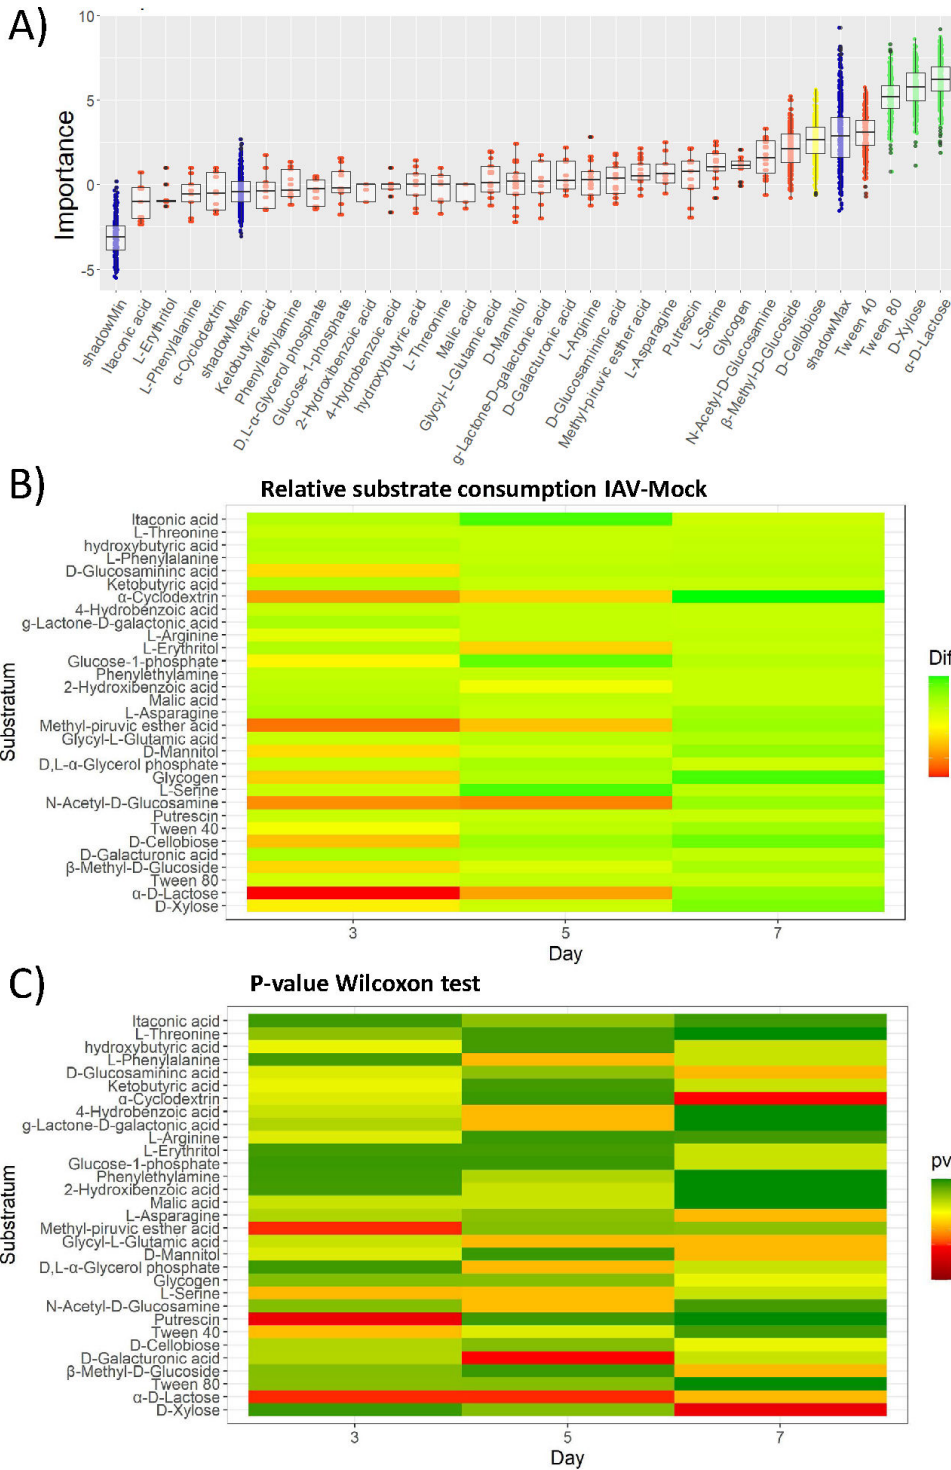 A)
Importance
10
5
0
-5
shadowMin
Itaconic acid
L-Erythritol
L-Phenylalanine
α-Cyclodextrin
shadowMean
Ketobutyric acid
Phenylethylamine
D,L-α-Glycerol phosphate
Glucose-1-phosphate
2-Hydroxibenzoic acid
4-Hydrobenzoic acid
hydroxybutyric acid
L-Threonine
Malic acid
Glycyl-L-Glutamic acid
D-Mannitol
g-Lactone-D-galactonic acid
D-Galacturonic acid
L-Arginine
D-Glucosamininc acid
Methyl-piruvic esther acid
L-Asparagine
Putrescin
L-Serine
Glycogen
N-Acetyl-D-Glucosamine
β-Methyl-D-Glucoside
D-Cellobiose
shadowMax
Tween 40
Tween 80
D-Xylose
α-D-Lactose
B)
Relative substrate consumption IAV-Mock
Substratum
Itaconic acid
L-Threonine
hydroxybutyric acid
L-Phenylalanine
D-Glucosamininc acid
Ketobutyric acid
α-Cyclodextrin
4-Hydrobenzoic acid
g-Lactone-D-galactonic acid
L-Arginine
L-Erythritol
Glucose-1-phosphate
Phenylethylamine
2-Hydroxibenzoic acid
Malic acid
L-Asparagine
Methyl-piruvic esther acid
Glycyl-L-Glutamic acid
D-Mannitol
D,L-α-Glycerol phosphate
Glycogen
L-Serine
N-Acetyl-D-Glucosamine
Putrescin
Tween 40
D-Cellobiose
D-Galacturonic acid
β-Methyl-D-Glucoside
Tween 80
α-D-Lactose
D-Xylose
3 5 7
Day
Dif
C)
P-value Wilcoxon test
Substratum
Itaconic acid
L-Threonine
hydroxybutyric acid
L-Phenylalanine
D-Glucosamininc acid
Ketobutyric acid
α-Cyclodextrin
4-Hydrobenzoic acid
g-Lactone-D-galactonic acid
L-Arginine
L-Erythritol
Glucose-1-phosphate
Phenylethylamine
2-Hydroxibenzoic acid
Malic acid
L-Asparagine
Methyl-piruvic esther acid
Glycyl-L-Glutamic acid
D-Mannitol
D,L-α-Glycerol phosphate
Glycogen
L-Serine
N-Acetyl-D-Glucosamine
Putrescin
Tween 40
D-Cellobiose
D-Galacturonic acid
β-Methyl-D-Glucoside
Tween 80
α-D-Lactose
D-Xylose
3 5 7
Day
pv